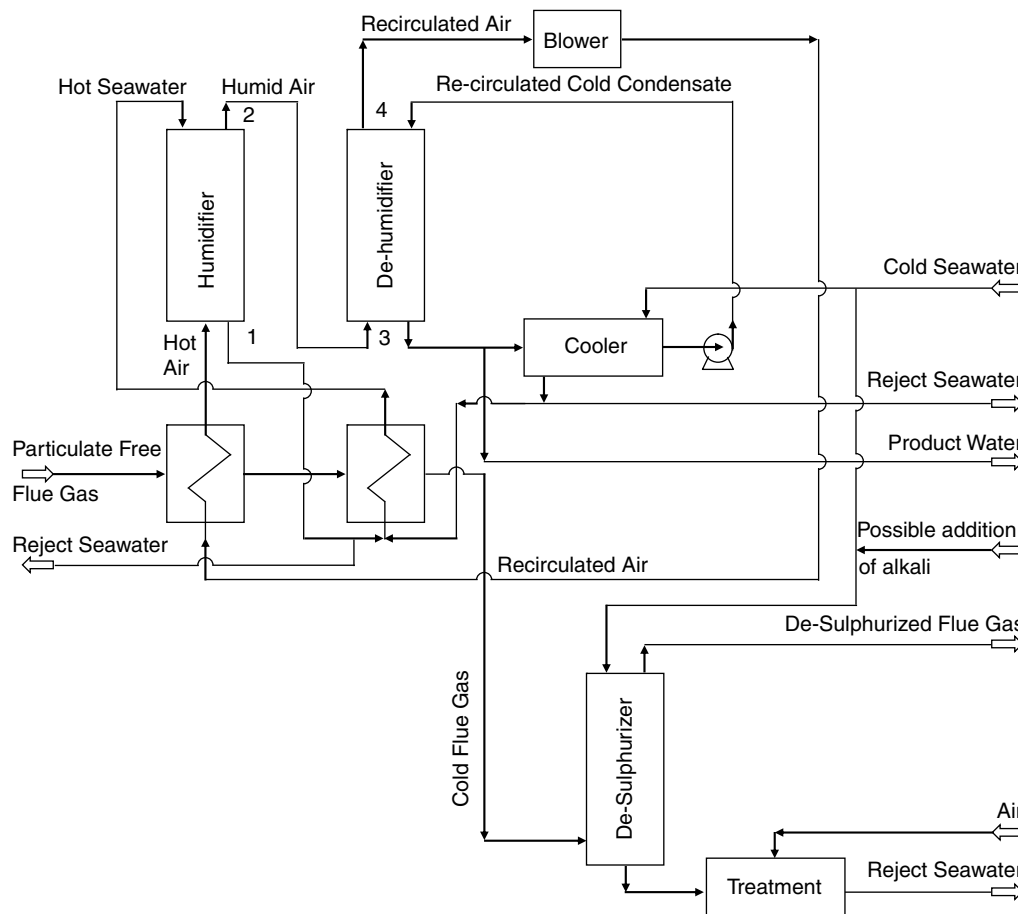 Recirculated Air
Blower
Hot Seawater
Humid Air
Re-circulated Cold Condensate
2
4
Humidifier
De-humidifier
Cold Seawater
1
3
Hot
Air
Cooler
Reject Seawater
Particulate Free
Flue Gas
Product Water
Reject Seawater
Recirculated Air
Possible addition
of alkali
De-Sulphurized Flue Gas
Cold Flue Gas
De-Sulphurizer
Air
Treatment
Reject Seawater